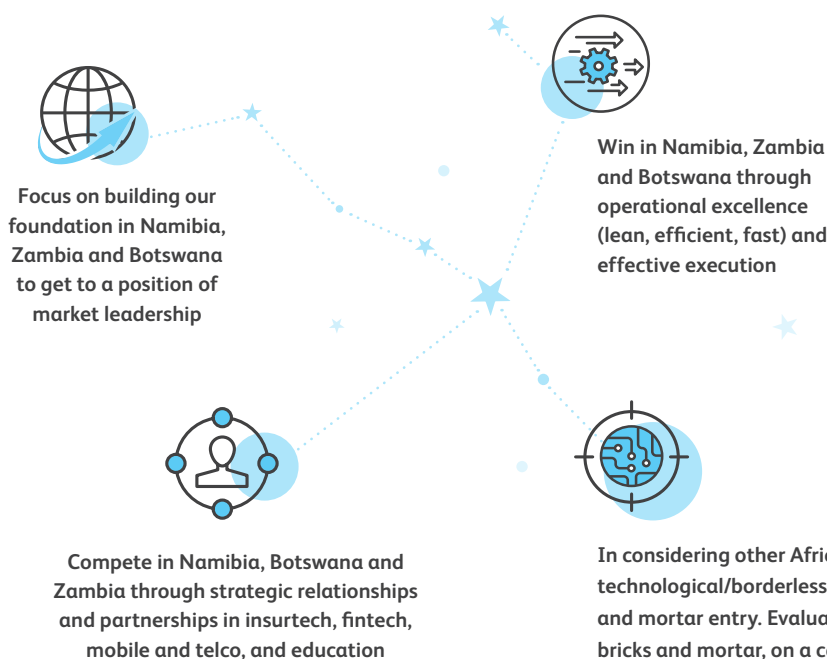 Focus on building our
foundation in Namibia,
Zambia and Botswana
to get to a position of
market leadership
Win in Namibia, Zambia
and Botswana through
operational excellence
(lean, efficient, fast) and
effective execution
Compete in Namibia, Botswana and
Zambia through strategic relationships
and partnerships in insurtech, fintech,
mobile and telco, and education
In considering other
technological/borderless
and mortar entry.
bricks and mortar, on a